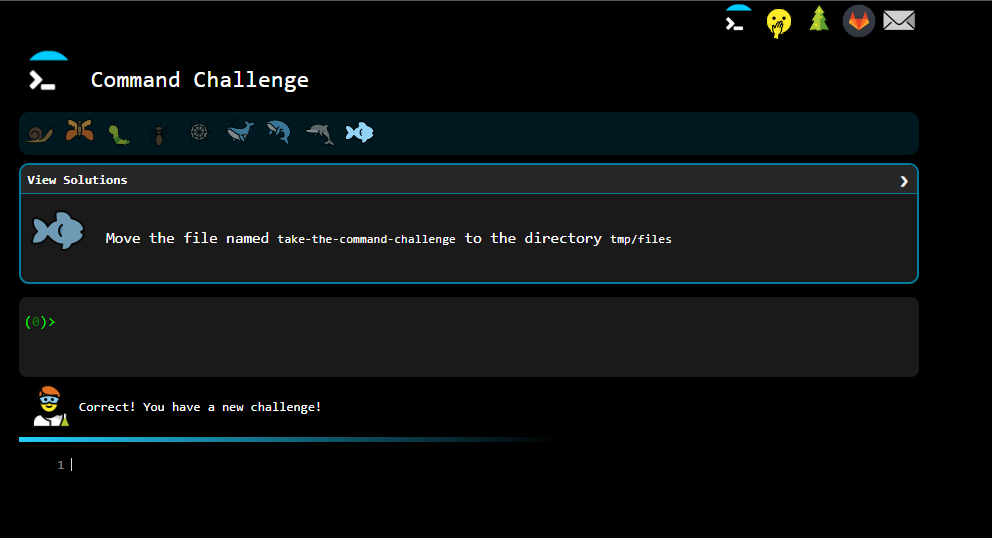 Command Challenge
View Solutions
Move the file named take-the-command-challenge to the directory tmp/files
(0)>
Correct! You have a new challenge!
1